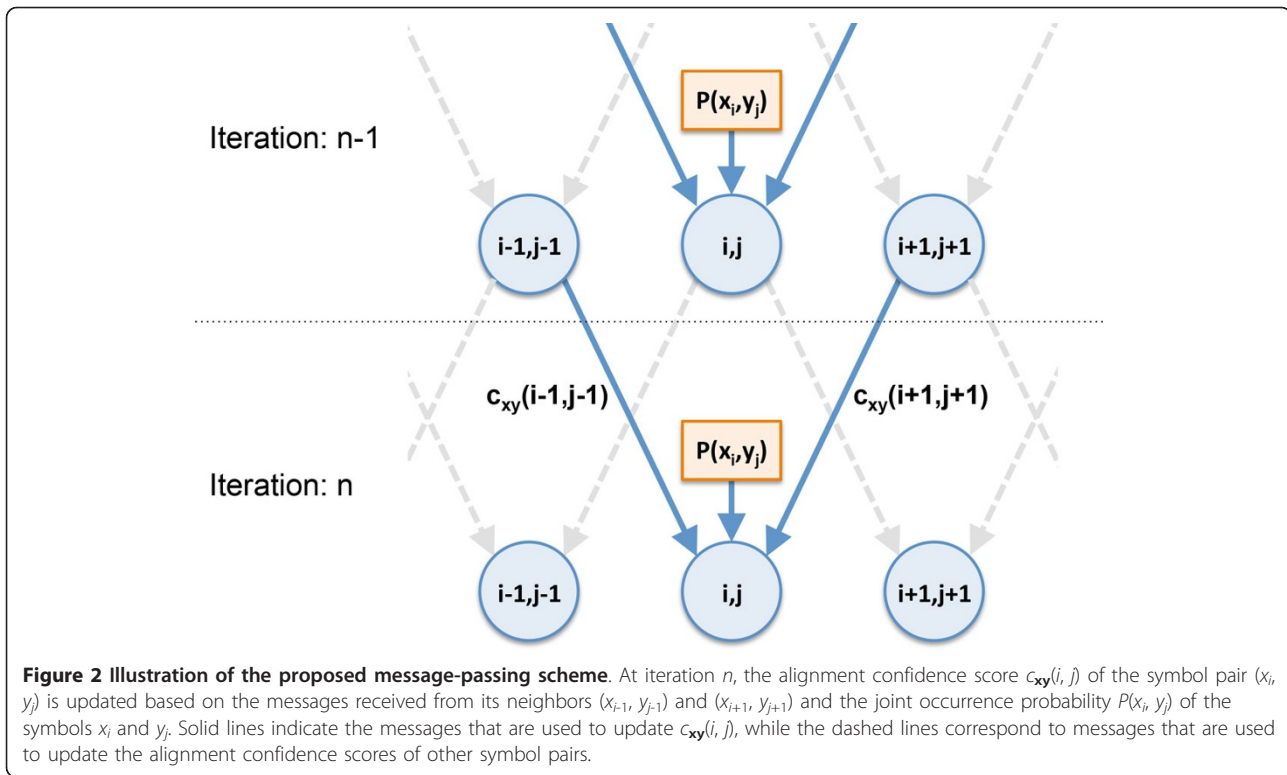 P(xᵢ,yⱼ)
Iteration: n-1
i-1,j-1
i,j
i+1,j+1
cxy(i-1,j-1)
cxy(i+1,j+1)
P(xᵢ,yⱼ)
Iteration: n
i-1,j-1
i,j
i+1,j+1
Figure 2 Illustration of the proposed message-passing scheme. At iteration n, the alignment confidence score cxy(i, j) of the symbol pair (xi,
yj) is updated based on the messages received from its neighbors (xi-1, yj-1) and (xi+1, yj+1) and the joint occurrence probability P(xi, yj) of the
symbols xi and yj. Solid lines indicate the messages that are used to update cxy(i, j), while the dashed lines correspond to messages that are used
to update the alignment confidence scores of other symbol pairs.